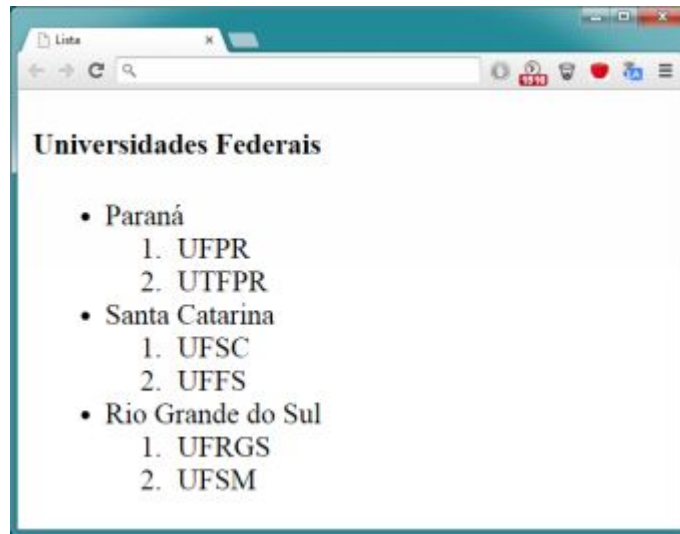 Lista
1510
Universidades Federais
• Paraná
1. UFPR
2. UTFPR
• Santa Catarina
1. UFSC
2. UFFS
• Rio Grande do Sul
1. UFRGS
2. UFSM